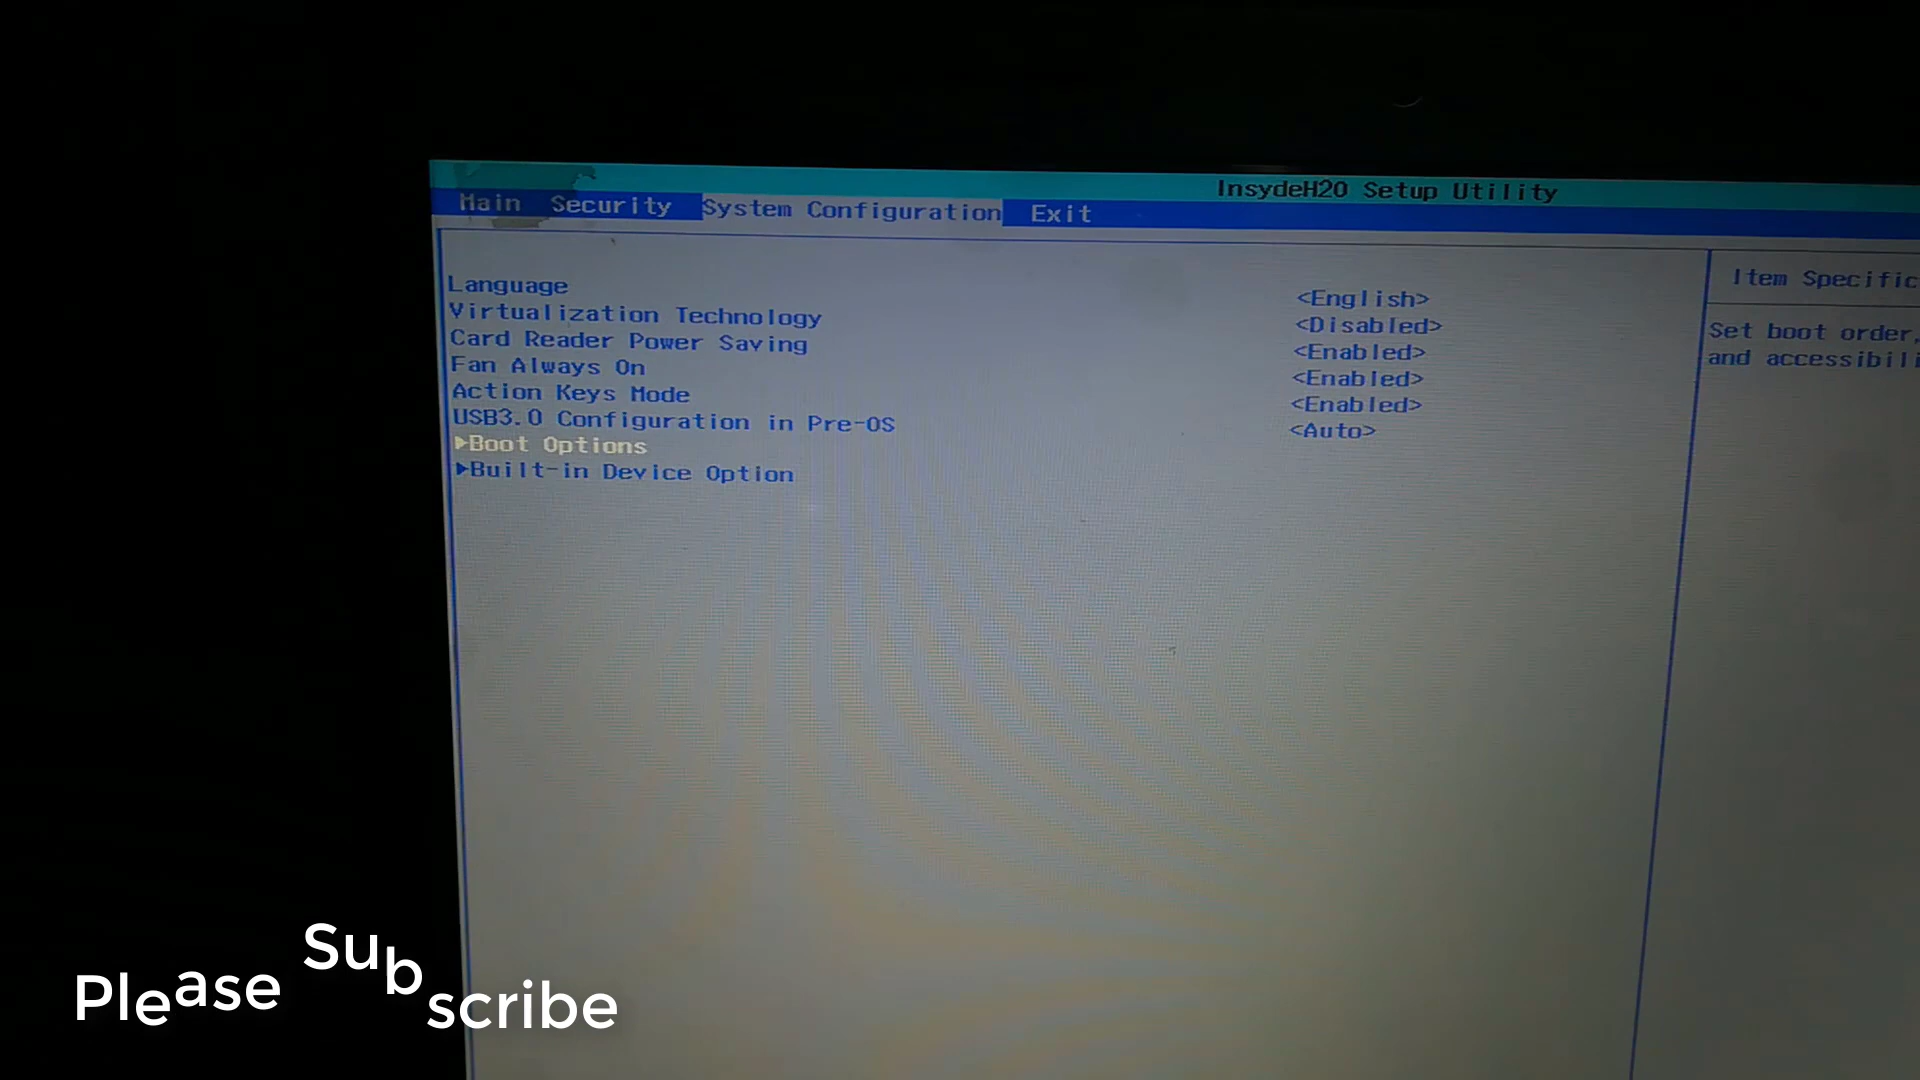 InsydeH20 Setup Utility
Main Security System Configuration Exit
Language <English>
Virtualization Technology <Disabled>
Card Reader Power Saving <Enabled>
Fan Always On <Enabled>
Action Keys Mode <Enabled>
USB3.0 Configuration in Pre-OS <Auto>
▶Boot Options
▶Built-in Device Option
Item Specific
Set boot order,
and accessibili
Please Subscribe